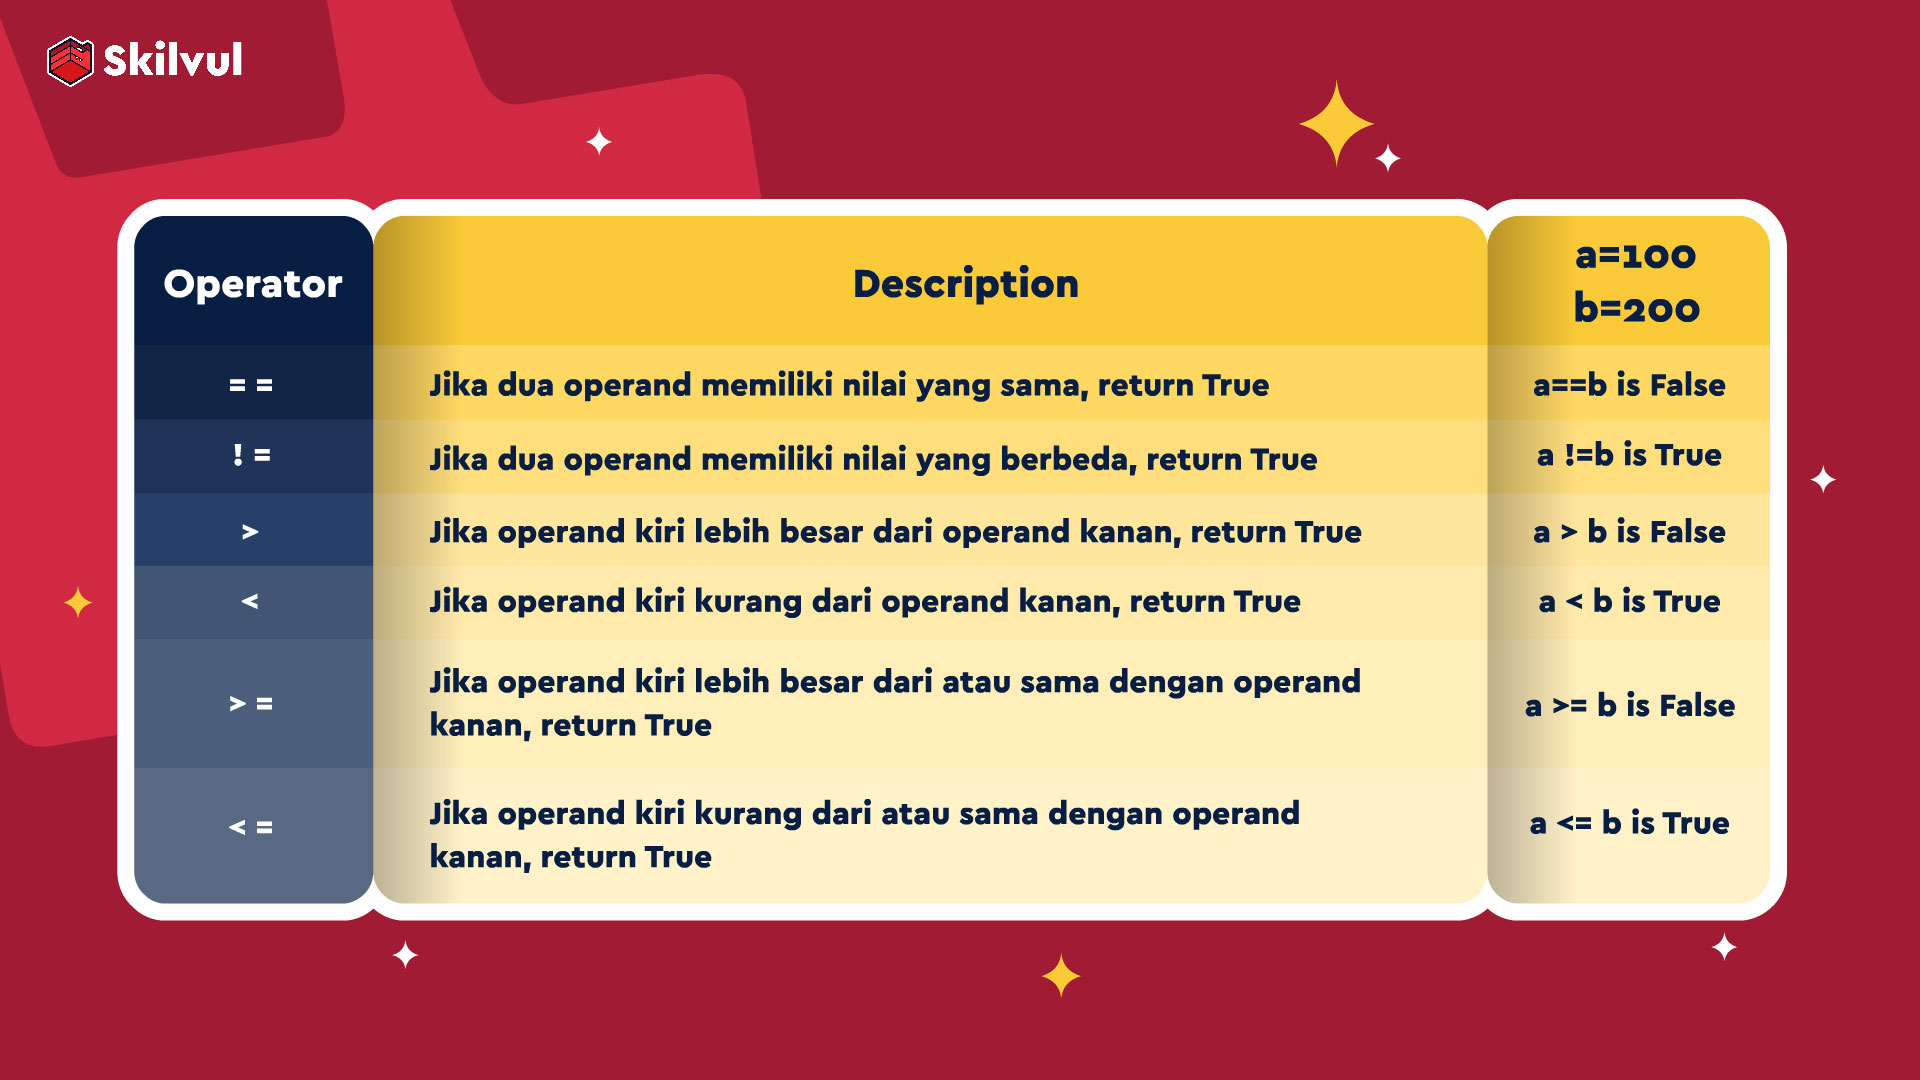 Skilvul
Operator
Description
a=100
b=200
= =
Jika dua operand memiliki nilai yang sama, return True
a==b is False
! =
Jika dua operand memiliki nilai yang berbeda, return True
a !=b is True
>
Jika operand kiri lebih besar dari operand kanan, return True
a > b is False
<
Jika operand kiri kurang dari operand kanan, return True
a < b is True
> =
Jika operand kiri lebih besar dari atau sama dengan operand
kanan, return True
a >= b is False
< =
Jika operand kiri kurang dari atau sama dengan operand
kanan, return True
a <= b is True